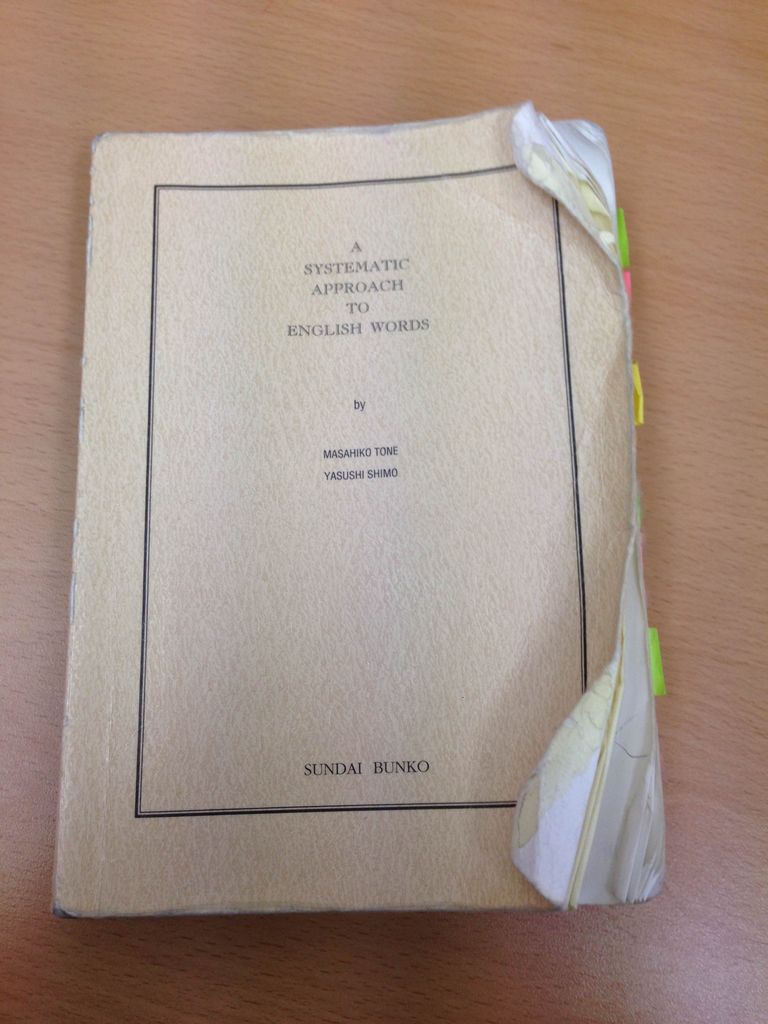 A
SYSTEMATIC
APPROACH
TO
ENGLISH WORDS
by
MASAHIKO TONE
YASUSHI SHIMO
SUNDAI BUNKO